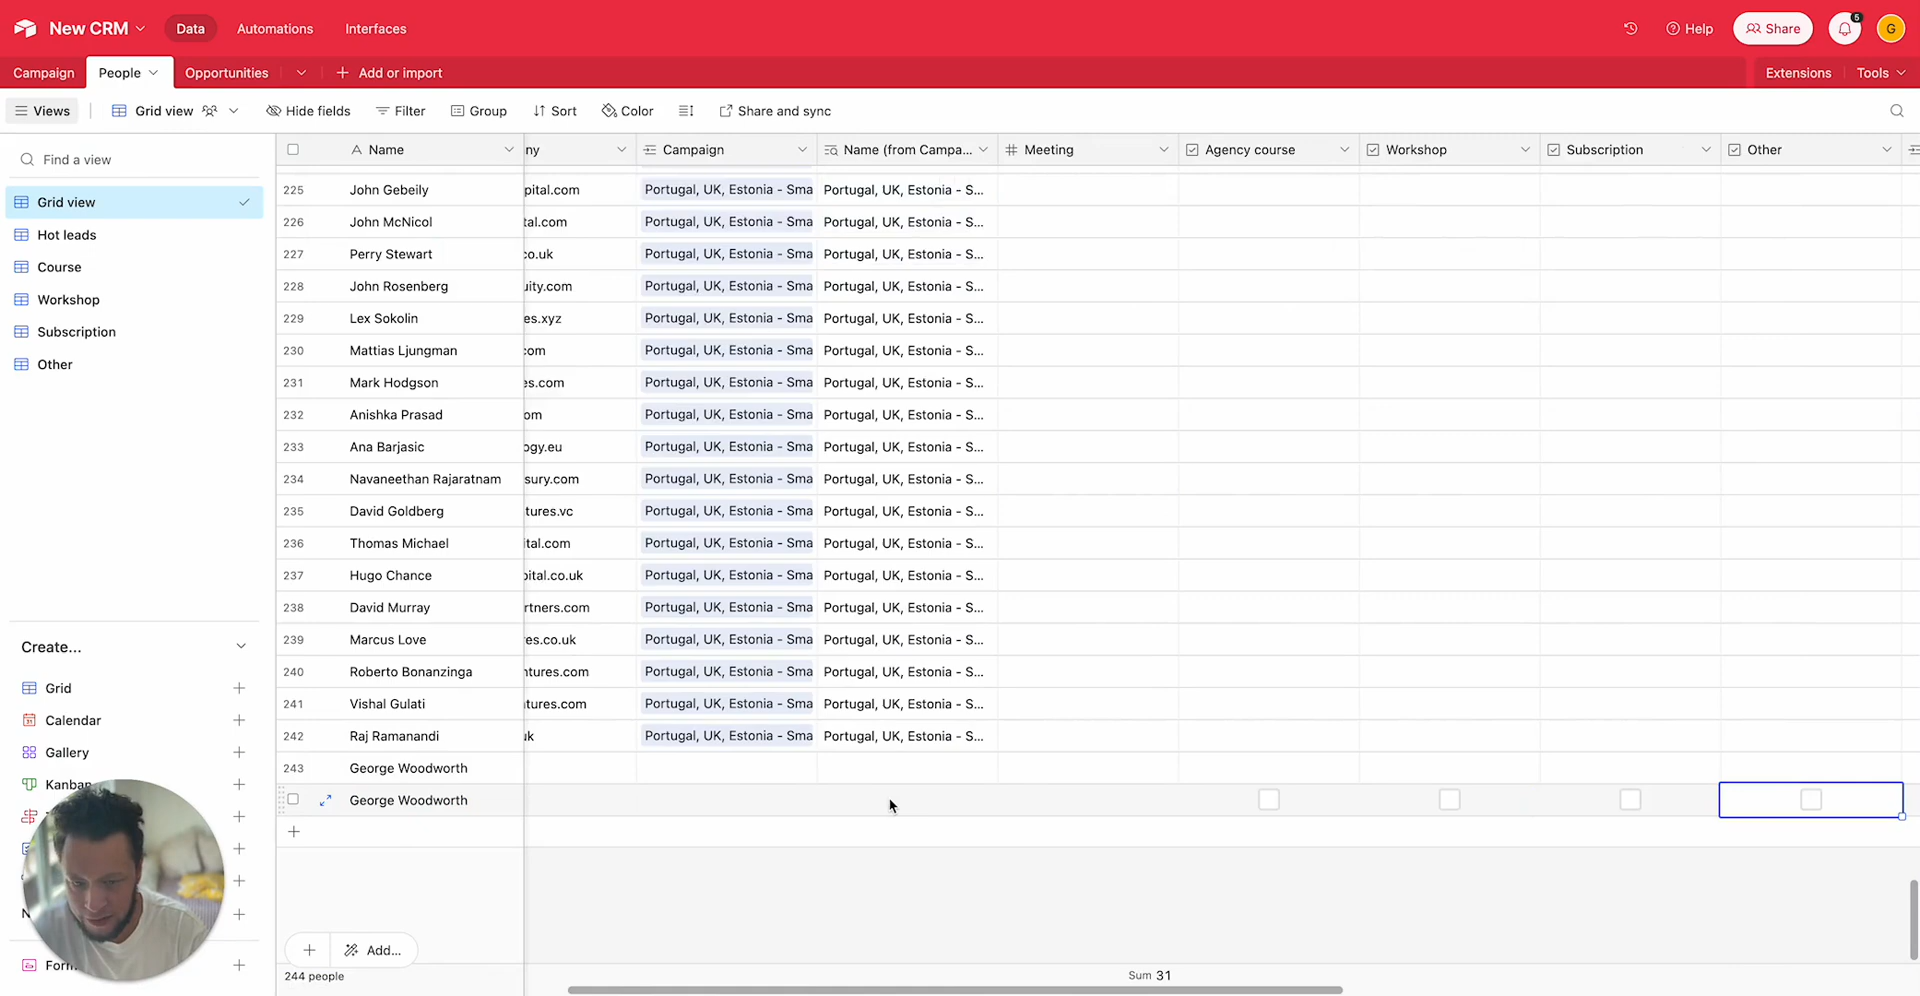 New CRM
Data
Automations
Interfaces
Help
Share
5
G
Campaign
People
Opportunities
Add or import
Extensions
Tools
Views
Grid view
Hide fields
Filter
Group
Sort
Color
Share and sync
Find a view
Grid view
Hot leads
Course
Workshop
Subscription
Other
Create...
Grid
Calendar
Gallery
Kanban
Name ny Campaign Name (from Campa... Meeting Agency course Workshop Subscription Other
225 John Gebeily pital.com Portugal, UK, Estonia - Sma Portugal, UK, Estonia - S...
226 John McNicol tal.com Portugal, UK, Estonia - Sma Portugal, UK, Estonia - S...
227 Perry Stewart co.uk Portugal, UK, Estonia - Sma Portugal, UK, Estonia - S...
228 John Rosenberg uity.com Portugal, UK, Estonia - Sma Portugal, UK, Estonia - S...
229 Lex Sokolin es.xyz Portugal, UK, Estonia - Sma Portugal, UK, Estonia - S...
230 Mattias Ljungman com Portugal, UK, Estonia - Sma Portugal, UK, Estonia - S...
231 Mark Hodgson es.com Portugal, UK, Estonia - Sma Portugal, UK, Estonia - S...
232 Anishka Prasad om Portugal, UK, Estonia - Sma Portugal, UK, Estonia - S...
233 Ana Barjasic ogy.eu Portugal, UK, Estonia - Sma Portugal, UK, Estonia - S...
234 Navaneethan Rajaratnam sury.com Portugal, UK, Estonia - Sma Portugal, UK, Estonia - S...
235 David Goldberg tures.vc Portugal, UK, Estonia - Sma Portugal, UK, Estonia - S...
236 Thomas Michael ital.com Portugal, UK, Estonia - Sma Portugal, UK, Estonia - S...
237 Hugo Chance pital.co.uk Portugal, UK, Estonia - Sma Portugal, UK, Estonia - S...
238 David Murray rtners.com Portugal, UK, Estonia - Sma Portugal, UK, Estonia - S...
239 Marcus Love res.co.uk Portugal, UK, Estonia - Sma Portugal, UK, Estonia - S...
240 Roberto Bonanzinga ntures.com Portugal, UK, Estonia - Sma Portugal, UK, Estonia - S...
241 Vishal Gulati tures.com Portugal, UK, Estonia - Sma Portugal, UK, Estonia - S...
242 Raj Ramanandi uk Portugal, UK, Estonia - Sma Portugal, UK, Estonia - S...
243 George Woodworth
George Woodworth
Add...
244 people
Sum 31